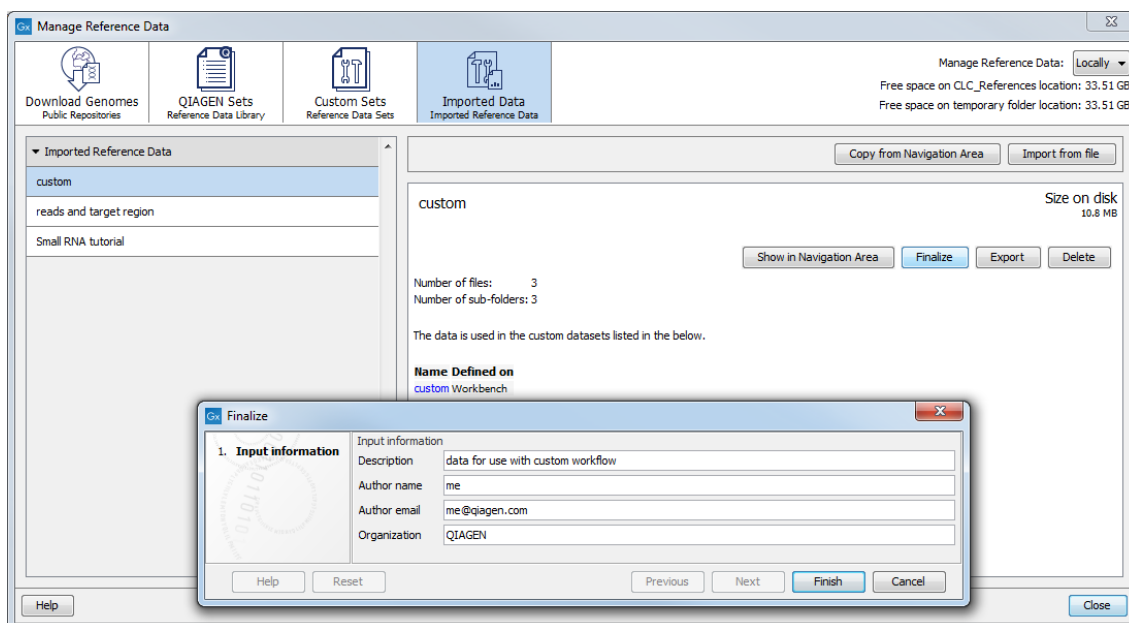 Gx Manage Reference Data
Download Genomes
Public Repositories
QIAGEN Sets
Reference Data Library
Custom Sets
Reference Data Sets
Imported Data
Imported Reference Data
Manage Reference Data: Locally
Free space on CLC_References location: 33.51 GB
Free space on temporary folder location: 33.51 GB
Imported Reference Data
custom
reads and target region
Small RNA tutorial
Copy from Navigation Area Import from file
custom
Size on disk
10.8 MB
Show in Navigation Area Finalize Export Delete
Number of files: 3
Number of sub-folders: 3
The data is used in the custom datasets listed in the below.
Name Defined on
custom Workbench
Gx Finalize
1. Input information
Input information
Description data for use with custom workflow
Author name me
Author email me@qiagen.com
Organization QIAGEN
Help Reset Previous Next Finish Cancel
Help Close